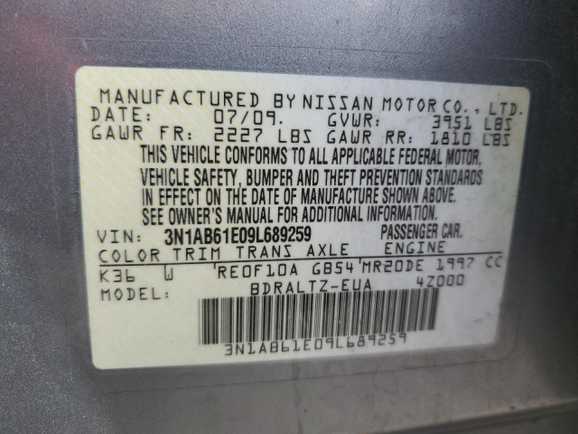 MANUFACTURED BY NISSAN MOTOR CO., LTD.
DATE: 07/09. GVWR: 3951 LBS
GAWR FR: 2227 LBS GAWR RR: 1810 LBS
THIS VEHICLE CONFORMS TO ALL APPLICABLE FEDERAL MOTOR
VEHICLE SAFETY, BUMPER AND THEFT PREVENTION STANDARDS
IN EFFECT ON THE DATE OF MANUFACTURE SHOWN ABOVE.
SEE OWNER'S MANUAL FOR ADDITIONAL INFORMATION.
VIN: 3N1AB61E09L689259 PASSENGER CAR.
COLOR TRIM TRANS AXLE ENGINE
K36 W 'RE0F10A GB54'MR20DE 1997 CC
MODEL: BDRALTZ-EUA 4Z000
3N1AB61E09L689259